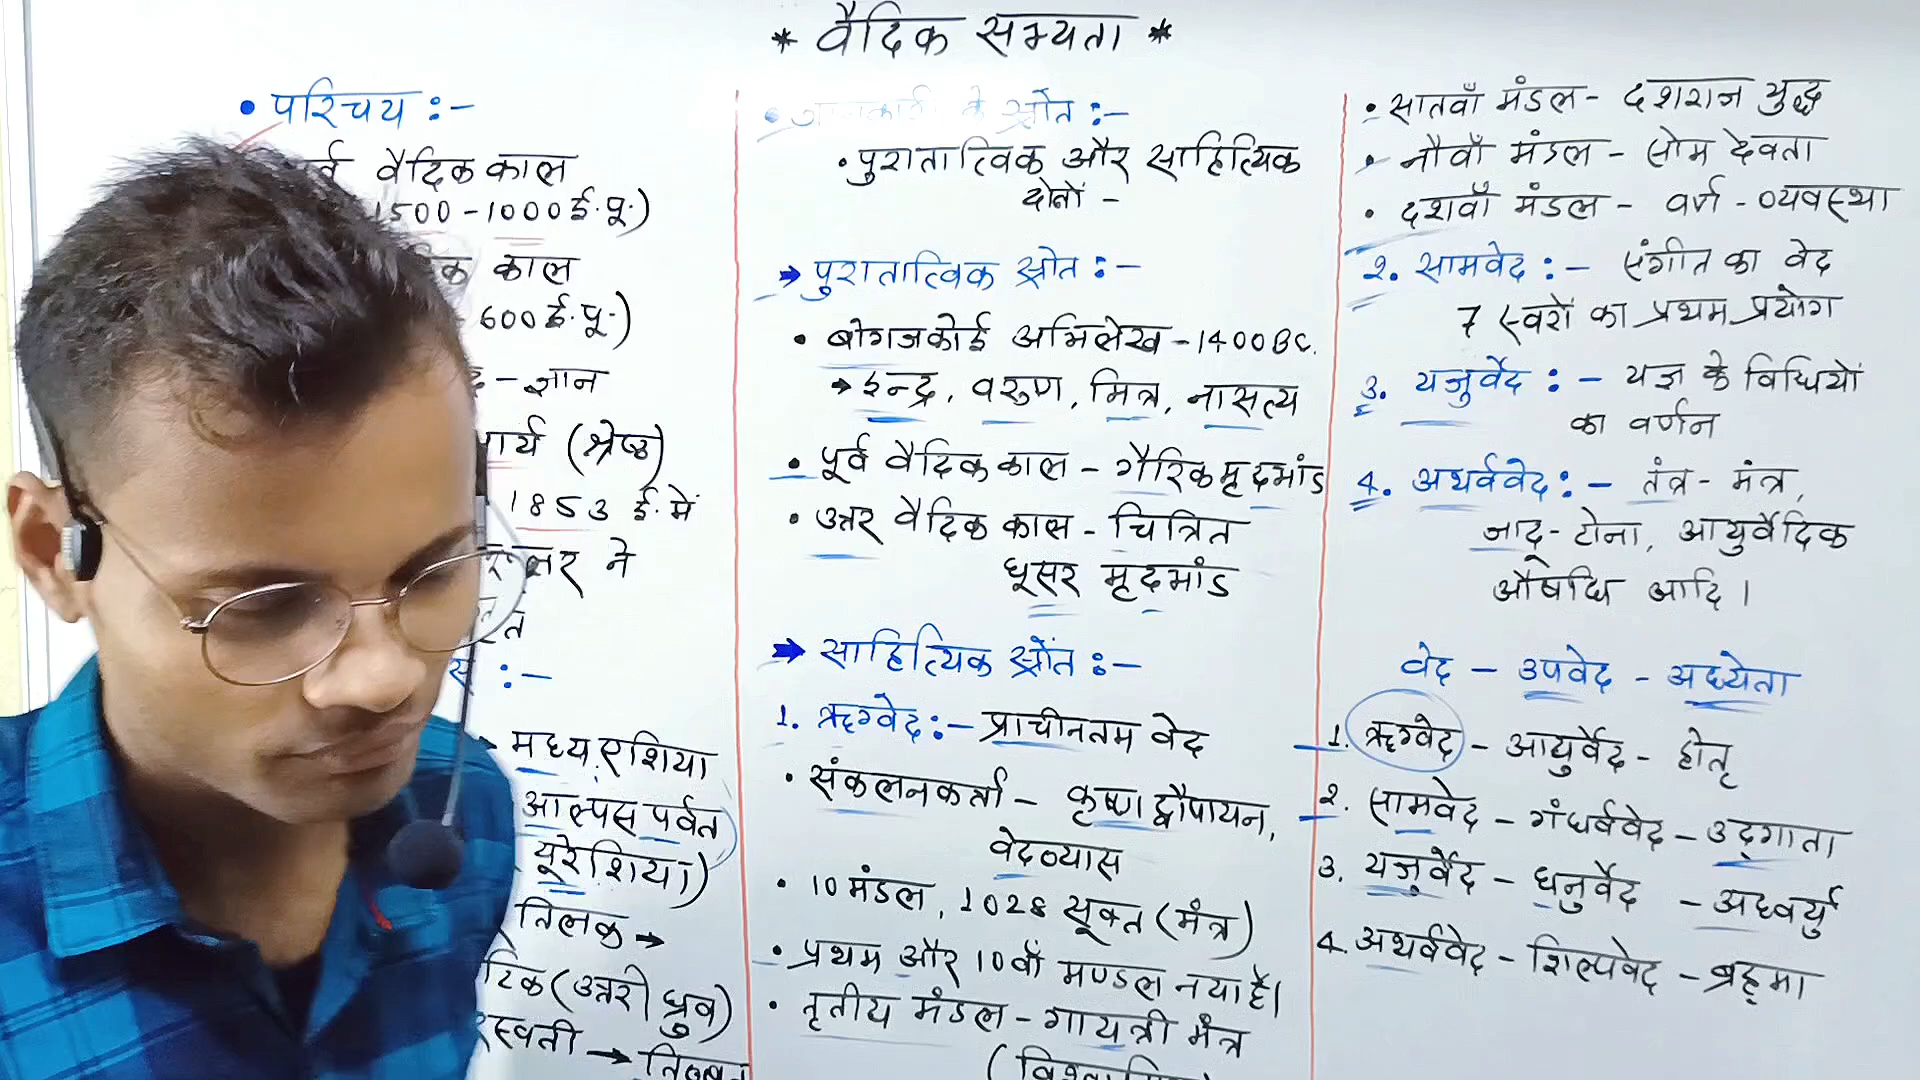 * वैदिक सभ्यता *
• परिचय :-
वैदिक काल
1500-1000 ई.पू.)
काल
600 ई.पू.)
- ज्ञान
(श्रेष्ठ)
1853 ई. में
ने
:-
मध्य एशिया
आल्पस पर्वत
यूरेशिया)
तिलक →
(उत्तरी ध्रुव)
→ तिब्बत
स्रोत :-
• पुरातात्विक और साहित्यिक
दोनों -
→ पुरातात्विक स्रोत :-
• बोगजकोई अभिलेख - 1400 BC.
→ इन्द्र, वरुण, मित्र, नासत्य
• पूर्व वैदिक काल - गैरिक मृदभांड
• उत्तर वैदिक काल - चित्रित
धूसर मृदभांड
→ साहित्यिक स्रोत :-
1. ऋग्वेद :- प्राचीनतम वेद
• संकलनकर्ता - कृष्ण द्वौपायन,
वेदव्यास
• 10 मंडल, 1028 सूक्त (मंत्र)
• प्रथम और 10वाँ मण्डल नया है।
• तृतीय मंडल - गायत्री मंत्र
• सातवाँ मंडल - दशराज युद्ध
• नौवाँ मंडल - सोम देवता
• दशवाँ मंडल - वर्ण - व्यवस्था
2. सामवेद :- संगीत का वेद
7 स्वरों का प्रथम प्रयोग
3. यजुर्वेद :- यज्ञ के विधियों
का वर्णन
4. अथर्ववेद :- तंत्र - मंत्र,
जादू - टोना, आयुर्वेदिक
औषधि आदि।
वेद - उपवेद - अध्येता
1. ऋग्वेद - आयुर्वेद - होतृ
2. सामवेद - गंधर्ववेद - उद्गाता
3. यजुर्वेद - धनुर्वेद - अध्वर्यु
4. अथर्ववेद - शिल्पवेद - ब्रह्मा